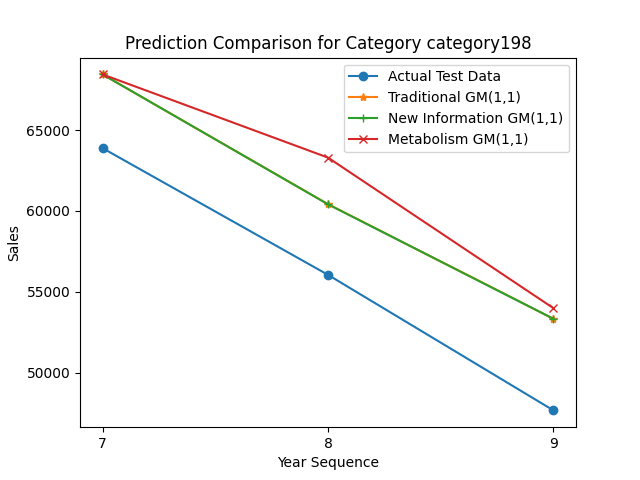 Prediction Comparison for Category category198
Actual Test Data
Traditional GM(1,1)
New Information GM(1,1)
Metabolism GM(1,1)
65000
60000
55000
50000
Sales
7
8
9
Year Sequence